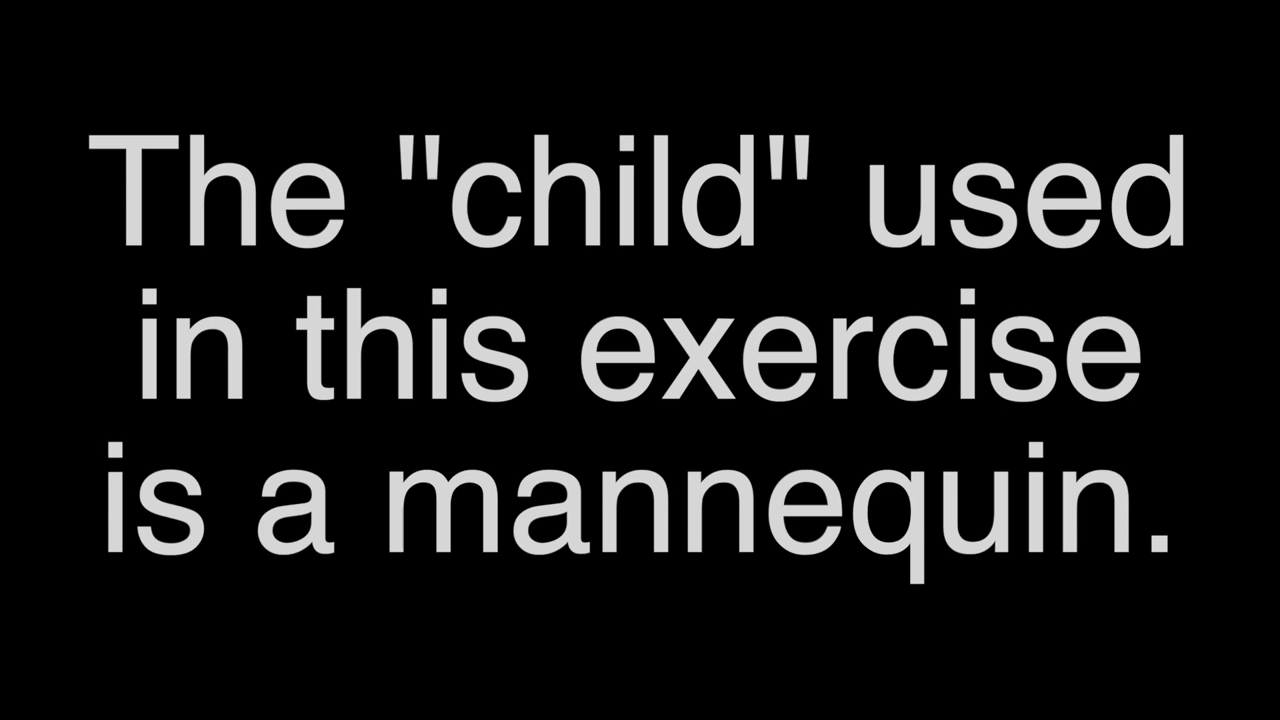 The "child" used
in this exercise
is a mannequin.